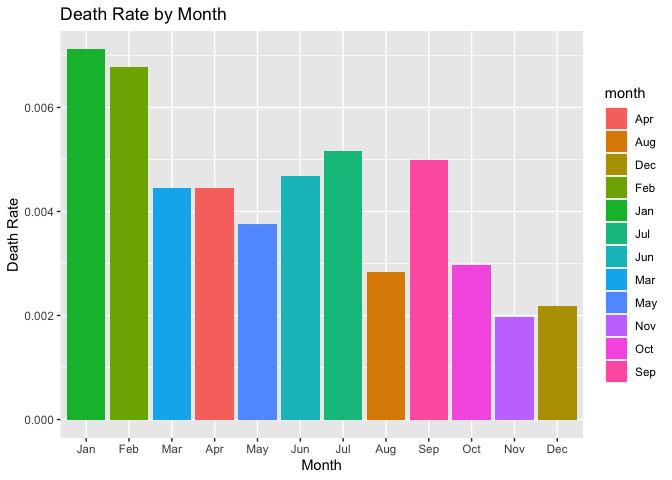 Death Rate by Month
Death Rate
0.006
0.004
0.002
0.000
Jan Feb Mar Apr May Jun Jul Aug Sep Oct Nov Dec
Month
month
Apr
Aug
Dec
Feb
Jan
Jul
Jun
Mar
May
Nov
Oct
Sep